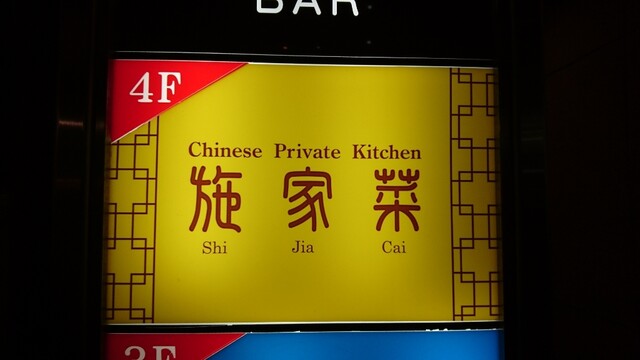 BAR
4F
Chinese Private Kitchen
施家菜
Shi Jia Cai